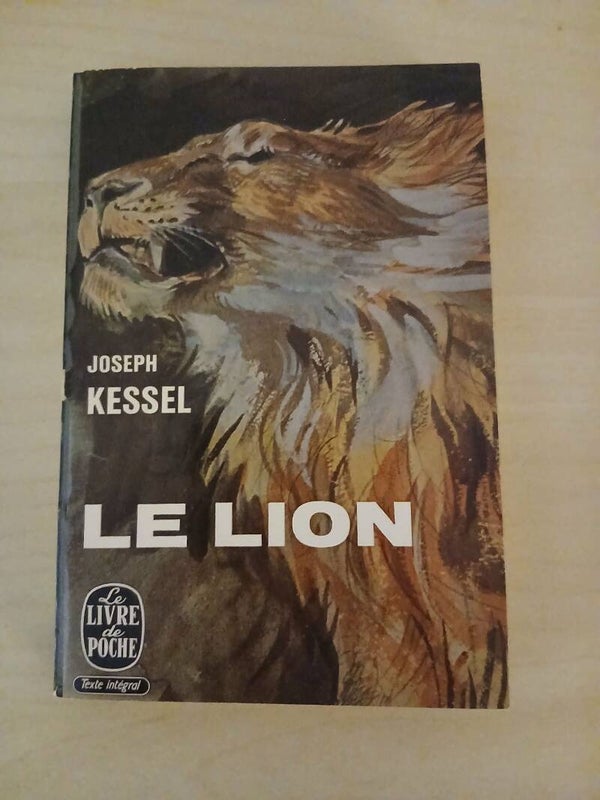 JOSEPH
KESSEL
LE LION
Le
LIVRE
de
POCHE
Texte intégral